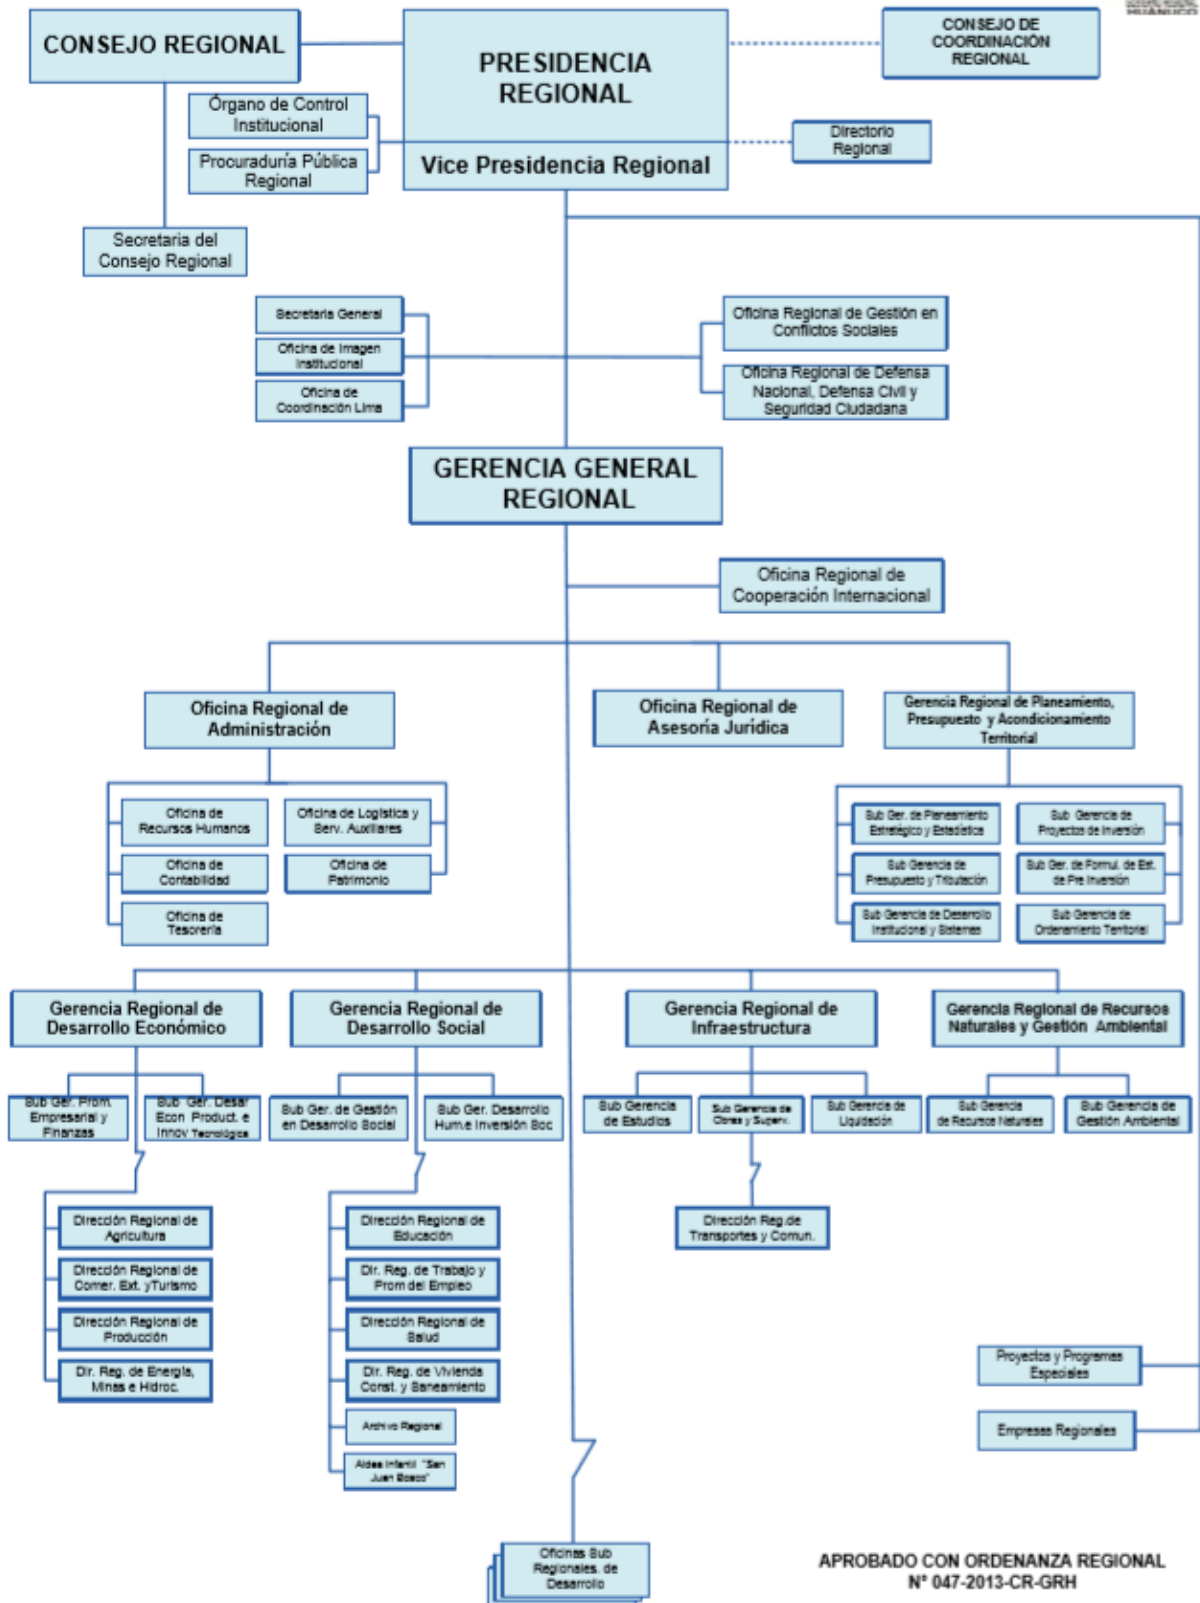 HUANUCO
CONSEJO REGIONAL
PRESIDENCIA
REGIONAL
CONSEJO DE
COORDINACIÓN
REGIONAL
Órgano de Control
Institucional
Procuraduría Pública
Regional
Vice Presidencia Regional
Directorio
Regional
Secretaria del
Consejo Regional
Secretaria General
Oficina de Imagen
Institucional
Oficina de
Coordinación Lima
Oficina Regional de Gestión en
Conflictos Sociales
Oficina Regional de Defensa
Nacional, Defensa Civil y
Seguridad Ciudadana
GERENCIA GENERAL
REGIONAL
Oficina Regional de
Cooperación Internacional
Oficina Regional de
Administración
Oficina Regional de
Asesoría Jurídica
Gerencia Regional de Planeamiento,
Presupuesto y Acondicionamiento
Territorial
Oficina de
Recursos Humanos
Oficina de Logística y
Serv. Auxiliares
Oficina de
Contabilidad
Oficina de
Patrimonio
Oficina de
Tesorería
Sub Ger. de Planeamiento
Estratégico y Estadística
Sub Gerencia de
Proyectos de Inversión
Sub Gerencia de
Presupuesto y Tributación
Sub Ger. de Formul. de Est.
de Pre Inversión
Sub Gerencia de Desarrollo
Institucional y Sistemas
Sub Gerencia de
Ordenamiento Territorial
Gerencia Regional de
Desarrollo Económico
Gerencia Regional de
Desarrollo Social
Gerencia Regional de
Infraestructura
Gerencia Regional de Recursos
Naturales y Gestión Ambiental
Sub Ger. Prom.
Empresarial y
Finanzas
Sub Ger. Desar
Econ Product. e
Innov Tecnológica
Sub Ger. de Gestión
en Desarrollo Social
Sub Ger. Desarrollo
Hum.e Inversión Soc
Sub Gerencia
de Estudios
Sub Gerencia de
Obras y Superv.
Sub Gerencia de
Liquidación
Sub Gerencia
de Recursos Naturales
Sub Gerencia de
Gestión Ambiental
Dirección Regional de
Agricultura
Dirección Regional de
Comer. Ext. yTurismo
Dirección Regional de
Producción
Dir. Reg. de Energía,
Minas e Hidroc.
Dirección Regional de
Educación
Dir. Reg. de Trabajo y
Prom del Empleo
Dirección Regional de
Salud
Dir. Reg. de Vivienda
Const. y Saneamiento
Archivo Regional
Aldea Infantil "San
Juan Bosco"
Dirección Reg.de
Transportes y Comun.
Proyectos y Programas
Especiales
Empresas Regionales
Oficinas Sub
Regionales. de
Desarrollo
APROBADO CON ORDENANZA REGIONAL
N° 047-2013-CR-GRH